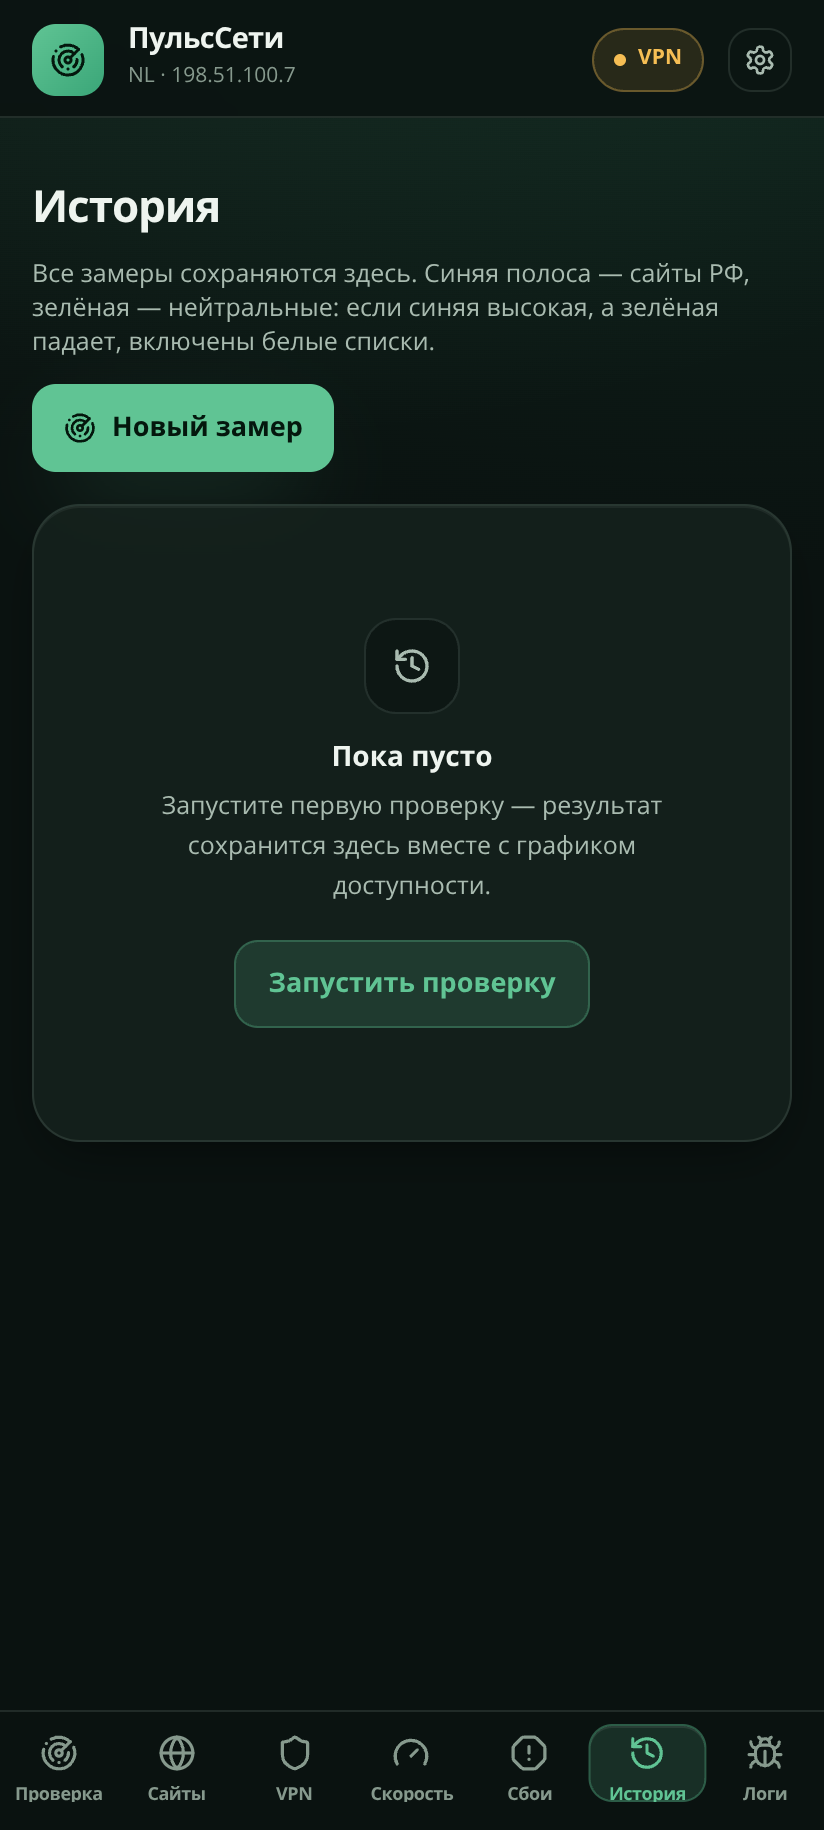 ПульсСети
NL · 198.51.100.7
VPN
История
Все замеры сохраняются здесь. Синяя полоса — сайты РФ,
зелёная — нейтральные: если синяя высокая, а зелёная
падает, включены белые списки.
Новый замер
Пока пусто
Запустите первую проверку — результат
сохранится здесь вместе с графиком
доступности.
Запустить проверку
Проверка
Сайты
VPN
Скорость
Сбои
История
Логи